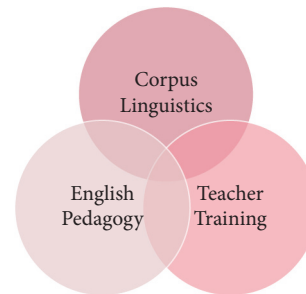 Corpus
Linguistics
English
Pedagogy
Teacher
Training